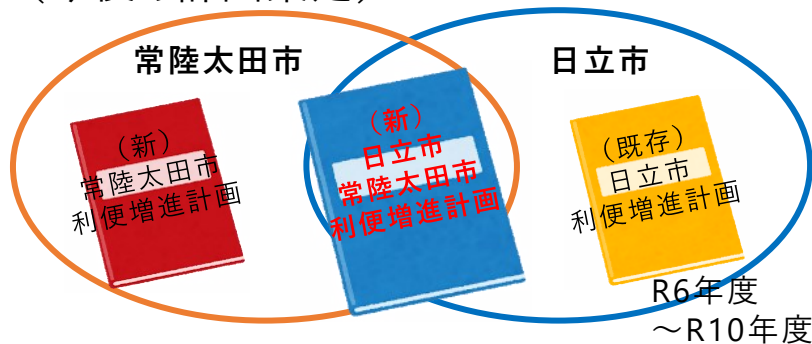 常陸太田市
日立市
（新）
常陸太田市
利便増進計画
（新）
日立市
常陸太田市
利便増進計画
（既存）
日立市
利便増進計画
R6年度
～R10年度